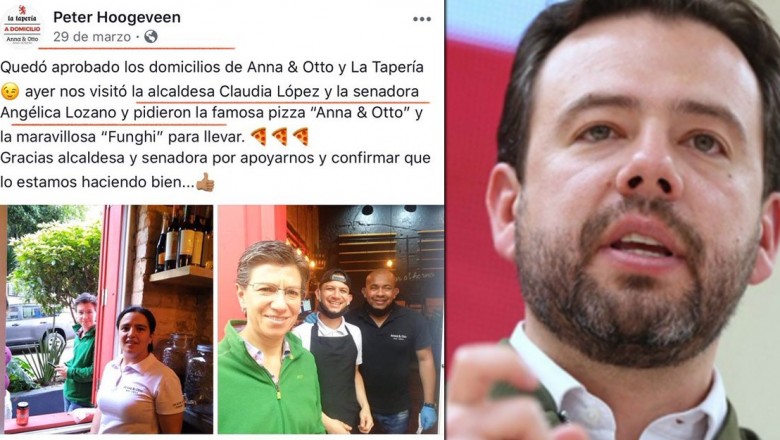 la tapería
A DOMICILIO
Anna & Otto
Peter Hoogeveen
29 de marzo ·
Quedó aprobado los domicilios de Anna & Otto y La Tapería
😉 ayer nos visitó la alcaldesa Claudia López y la senadora
Angélica Lozano y pidieron la famosa pizza “Anna & Otto” y
la maravillosa “Funghi” para llevar. 🍕🍕🍕
Gracias alcaldesa y senadora por apoyarnos y confirmar que
lo estamos haciendo bien...👍🏽